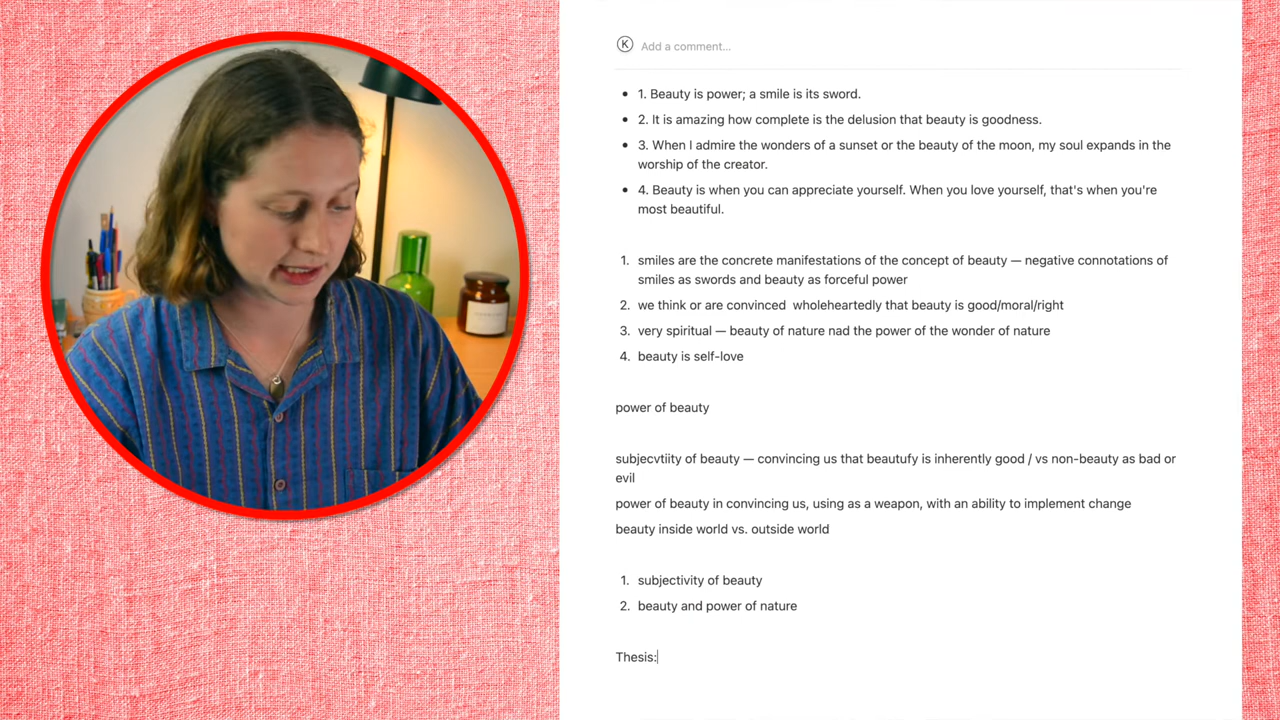 K Add a comment...
• 1. Beauty is power; a smile is its sword.
• 2. It is amazing how complete is the delusion that beauty is goodness.
• 3. When I admire the wonders of a sunset or the beauty of the moon, my soul expands in the
worship of the creator.
• 4. Beauty is when you can appreciate yourself. When you love yourself, that's when you're
most beautiful.
1. smiles are the concrete manifestations of the concept of beauty — negative connotations of
smiles as swords and beauty as forceful power
2. we think or are convinced  wholeheartedly that beauty is good/moral/right
3. very spiritual — beauty of nature nad the power of the wonder of nature
4. beauty is self-love
power of beauty
subjecvtiity of beauty — convincing us that beautufy is inherently good / vs non-beauty as bad or
evil
power of beauty in convincing us, using as a weapon, with an ability to implement change
beauty inside world vs. outside world
1. subjectivity of beauty
2. beauty and power of nature
Thesis: